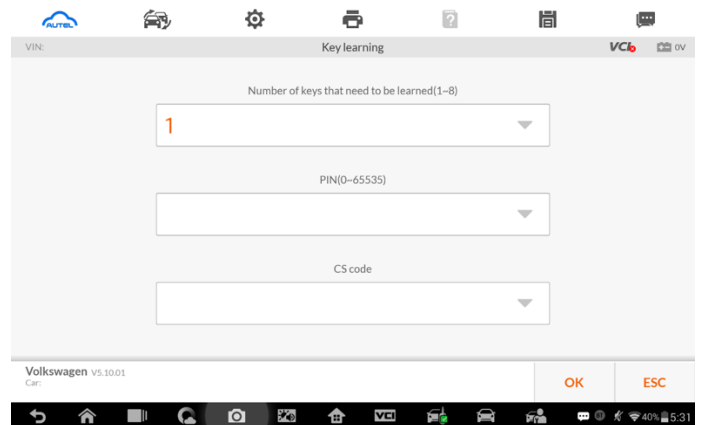 AUTEL
?
VIN:
Key learning
VCI
0V
Number of keys that need to be learned(1~8)
1
PIN(0~65535)
CS code
Volkswagen V5.10.01
Car:
OK
ESC
VCI
40%
5:31